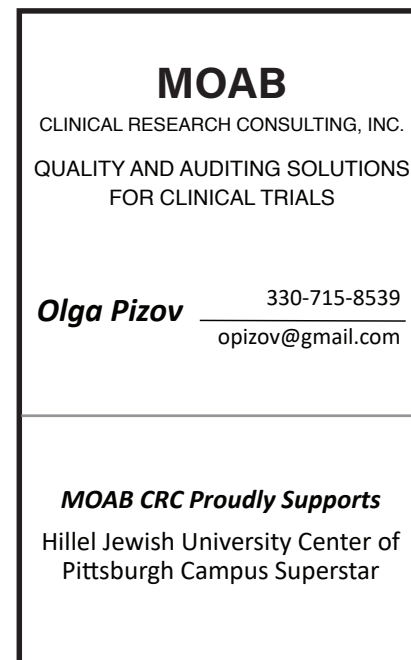 MOAB
CLINICAL RESEARCH CONSULTING, INC.
QUALITY AND AUDITING SOLUTIONS
FOR CLINICAL TRIALS
Olga Pizov
330-715-8539
opizov@gmail.com
MOAB CRC Proudly Supports
Hillel Jewish University Center of
Pittsburgh Campus Superstar